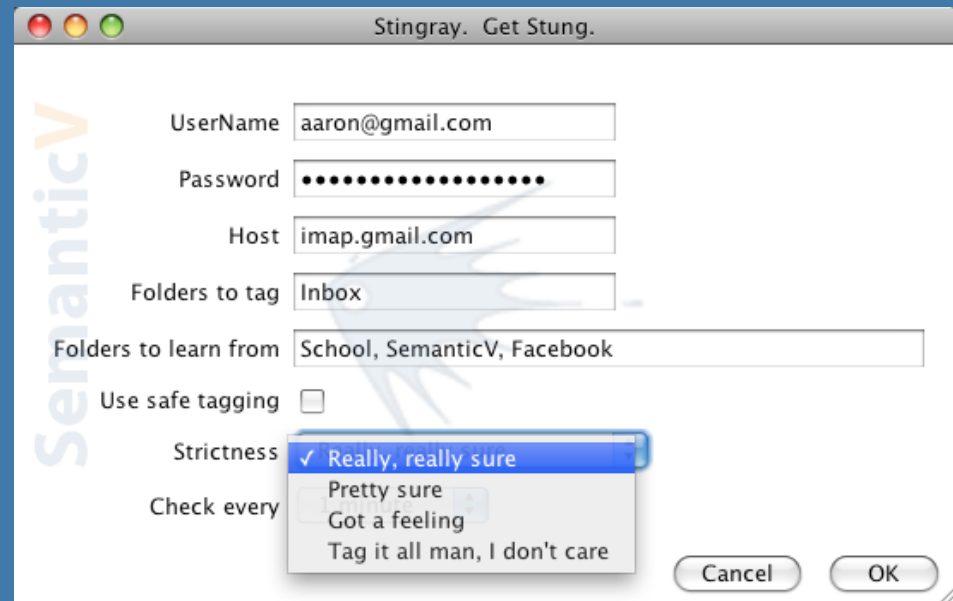 Stingray. Get Stung.
SemanticV
UserName aaron@gmail.com
Password ••••••••••••••••••
Host imap.gmail.com
Folders to tag Inbox
Folders to learn from School, SemanticV, Facebook
Use safe tagging
Strictness ✓ Really, really sure
Pretty sure
Check every 1 minute
Got a feeling
Tag it all man, I don't care
Cancel OK